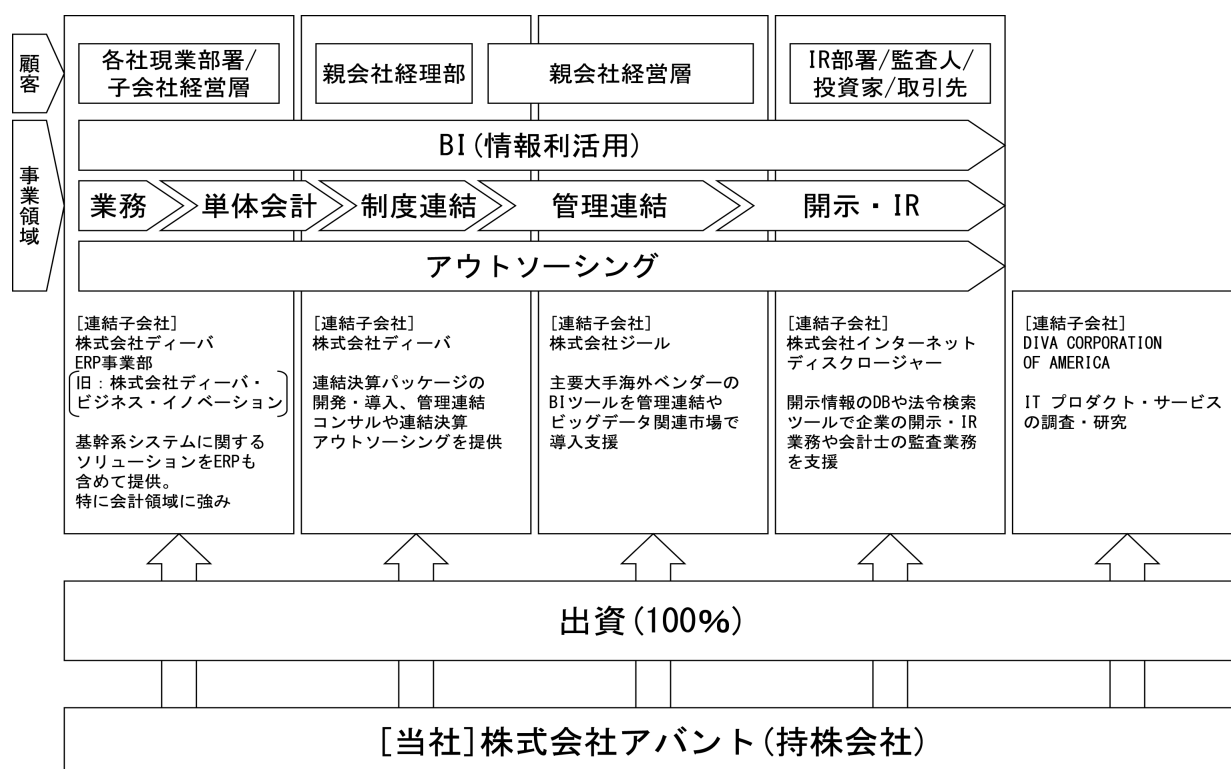 顧客
各社現業部署/
子会社経営層
親会社経理部
親会社経営層
IR部署/監査人/
投資家/取引先
事業領域
BI(情報利活用)
業務
単体会計
制度連結
管理連結
開示・IR
アウトソーシング
[連結子会社]
株式会社ディーバ
ERP事業部
旧:株式会社ディーバ・
ビジネス・イノベーション
基幹系システムに関する
ソリューションをERPも
含めて提供。
特に会計領域に強み
[連結子会社]
株式会社ディーバ
連結決算パッケージの
開発・導入、管理連結
コンサルや連結決算
アウトソーシングを提供
[連結子会社]
株式会社ジール
主要大手海外ベンダーの
BIツールを管理連結や
ビッグデータ関連市場で
導入支援
[連結子会社]
株式会社インターネット
ディスクロージャー
開示情報のDBや法令検索
ツールで企業の開示・IR
業務や会計士の監査業務
を支援
[連結子会社]
DIVA CORPORATION
OF AMERICA
IT プロダクト・サービス
の調査・研究
出資(100%)
[当社]株式会社アバント(持株会社)